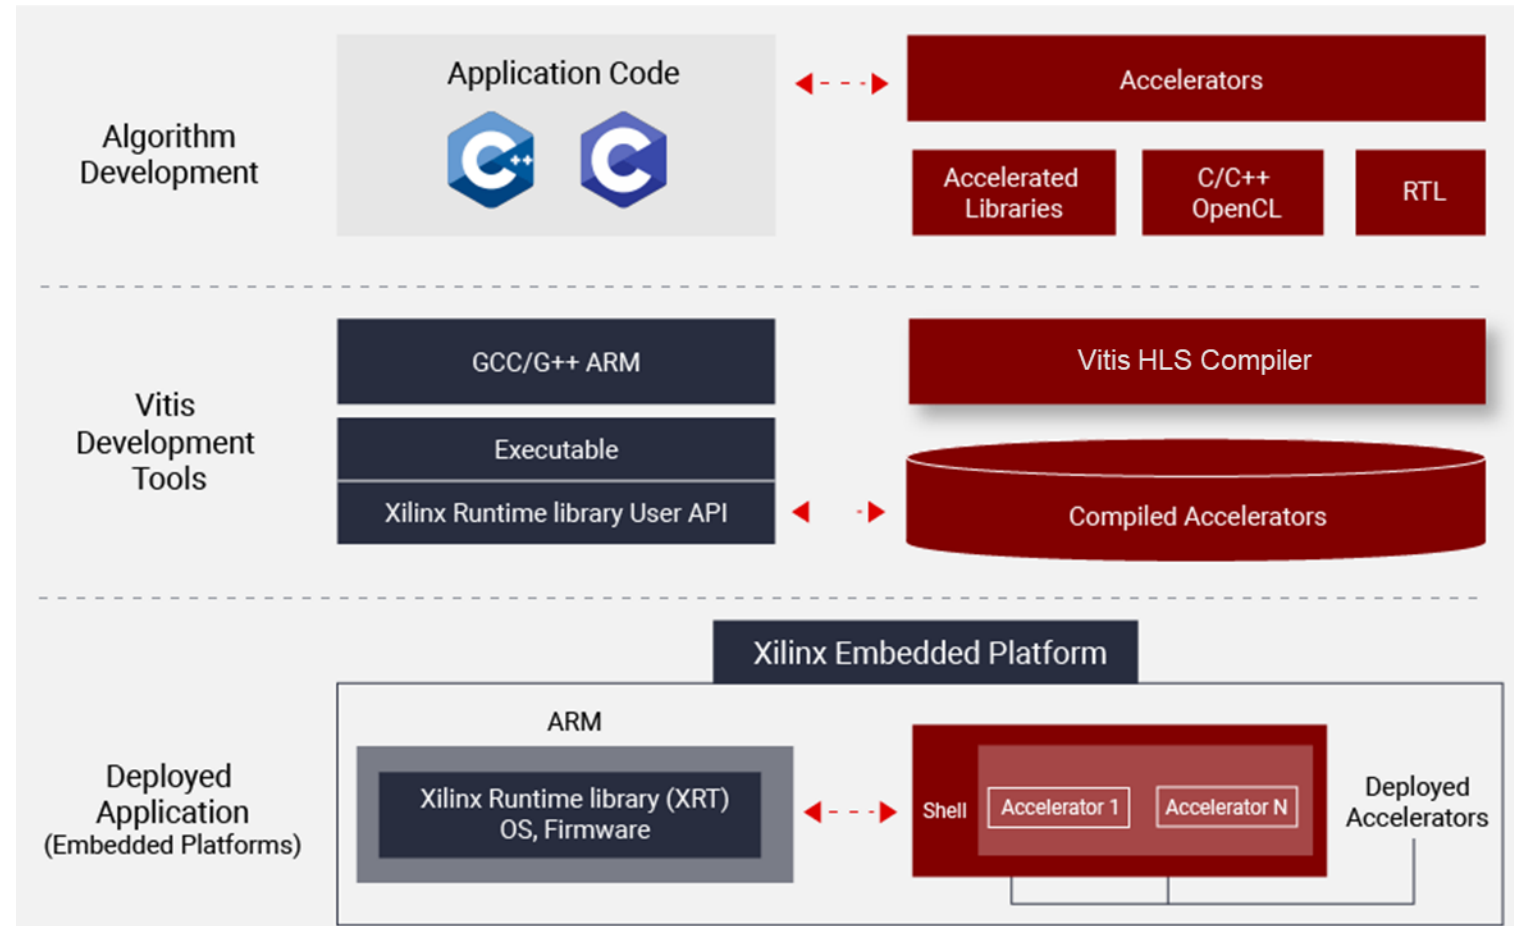 Application Code
C++
C
Accelerators
Algorithm
Development
Accelerated
Libraries
C/C++
OpenCL
RTL
Vitis
Development
Tools
GCC/G++ ARM
Executable
Xilinx Runtime library User API
Vitis HLS Compiler
Compiled Accelerators
Xilinx Embedded Platform
Deployed
Application
(Embedded Platforms)
ARM
Xilinx Runtime library (XRT)
OS, Firmware
Shell
Accelerator 1
Accelerator N
Deployed
Accelerators